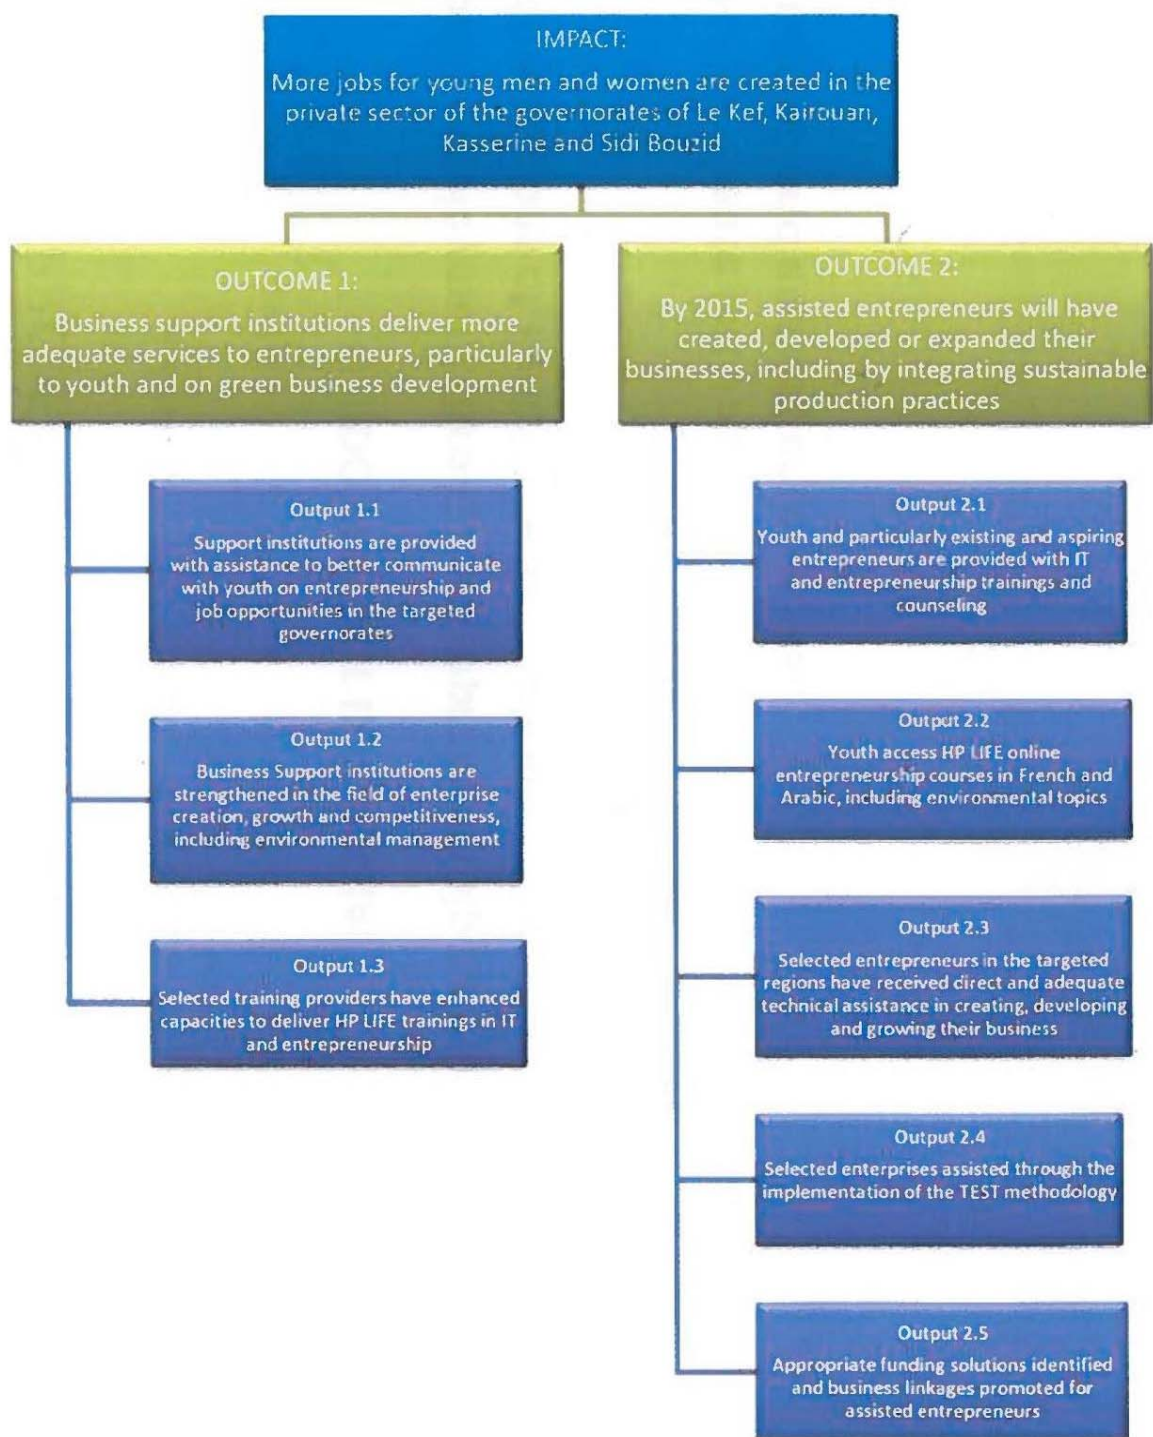 IMPACT:
More jobs for young men and women are created in the
private sector of the governorates of Le Kef, Kairouan,
Kasserine and Sidi Bouzid
OUTCOME 1:
Business support institutions deliver more
adequate services to entrepreneurs, particularly
to youth and on green business development
Output 1.1
Support institutions are provided
with assistance to better communicate
with youth on entrepreneurship and
job opportunities in the targeted
governorates
Output 1.2
Business Support institutions are
strengthened in the field of enterprise
creation, growth and competitiveness,
including environmental management
Output 1.3
Selected training providers have enhanced
capacities to deliver HP LIFE trainings in IT
and entrepreneurship
OUTCOME 2:
By 2015, assisted entrepreneurs will have
created, developed or expanded their
businesses, including by integrating sustainable
production practices
Output 2.1
Youth and particularly existing and aspiring
entrepreneurs are provided with IT
and entrepreneurship trainings and
counseling
Output 2.2
Youth access HP LIFE online
entrepreneurship courses in French and
Arabic, including environmental topics
Output 2.3
Selected entrepreneurs in the targeted
regions have received direct and adequate
technical assistance in creating, developing
and growing their business
Output 2.4
Selected enterprises assisted through the
implementation of the TEST methodology
Output 2.5
Appropriate funding solutions identified
and business linkages promoted for
assisted entrepreneurs